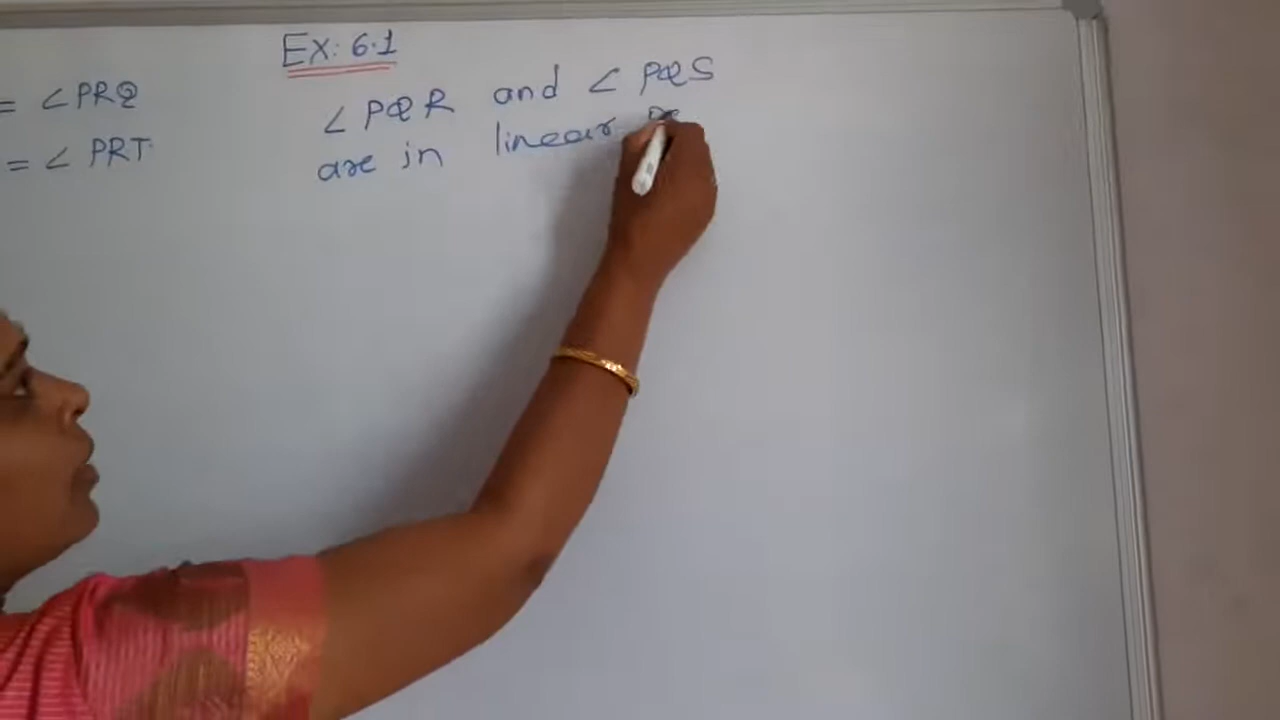 Ex: 6.1
= ∠PRQ
= ∠PRT
∠PQR and ∠PQS
are in linear